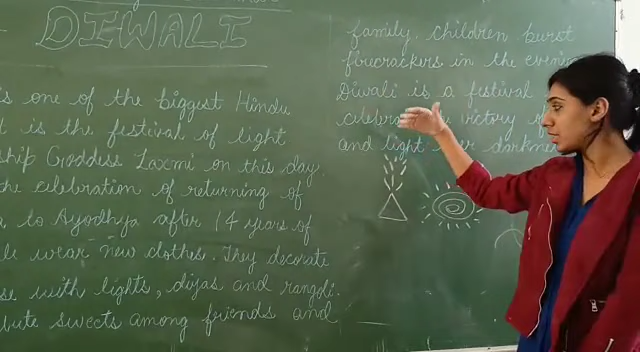 DIWALI
is one of the biggest Hindu
is the festival of light
Goddess Laxmi on this day.
the celebration of returning of
to Ayodhya after 14 years of
wear new clothes. They decorate
with lights, diyas and rangoli.
sweets among friends and
family. children burst
firecrackers in the
Diwali is a festival
victory
and light